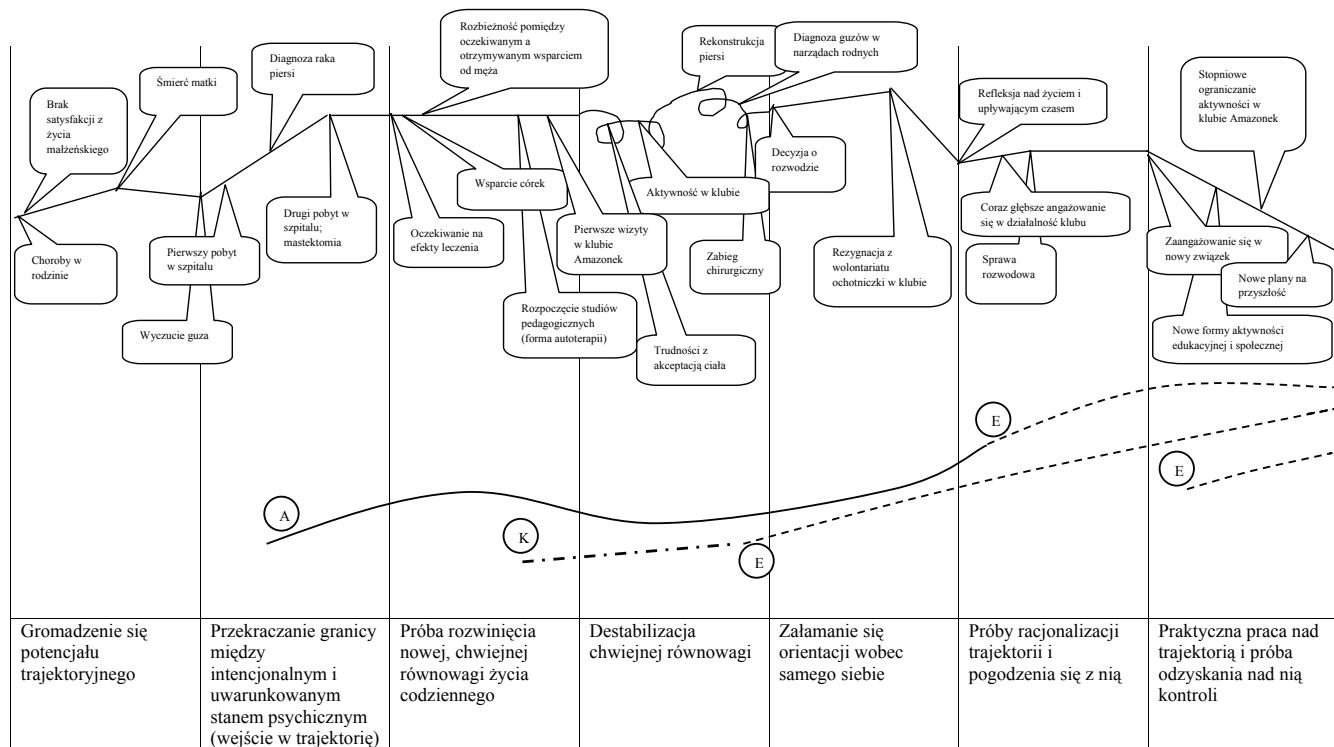 Brak
satysfakcji z
życia
małżeńskiego
Śmierć matki
Diagnoza raka
piersi
Rozbieżność pomiędzy
oczekiwanym a
otrzymywanym wsparciem
od męża
Rekonstrukcja
piersi
Diagnoza guzów w
narządach rodnych
Refleksja nad życiem i
upływającym czasem
Stopniowe
ograniczanie
aktywności w
klubie Amazonek
Choroby w
rodzinie
Pierwszy pobyt
w szpitalu
Wyczucie guza
Drugi pobyt w
szpitalu;
mastektomia
Oczekiwanie na
efekty leczenia
Wsparcie córek
Rozpoczęcie studiów
pedagogicznych
(forma autoterapii)
Pierwsze wizyty
w klubie
Amazonek
Aktywność w klubie
Trudności z
akceptacją ciała
Zabieg
chirurgiczny
Decyzja o
rozwodzie
Rezygnacja z
wolontariatu
ochotniczki w klubie
Coraz głębsze angażowanie
się w działalność klubu
Sprawa
rozwodowa
Zaangażowanie się w
nowy związek
Nowe plany na
przyszłość
Nowe formy aktywności
edukacyjnej i społecznej
A
K
E
E
E
Gromadzenie się
potencjału
trajektoryjnego
Przekraczanie granicy
między
intencjonalnym i
uwarunkowanym
stanem psychicznym
(wejście w trajektorię)
Próba rozwinięcia
nowej, chwiejnej
równowagi życia
codziennego
Destabilizacja
chwiejnej równowagi
Załamanie się
orientacji wobec
samego siebie
Próby racjonalizacji
trajektorii i
pogodzenia się z nią
Praktyczna praca nad
trajektorią i próba
odzyskania nad nią
kontroli